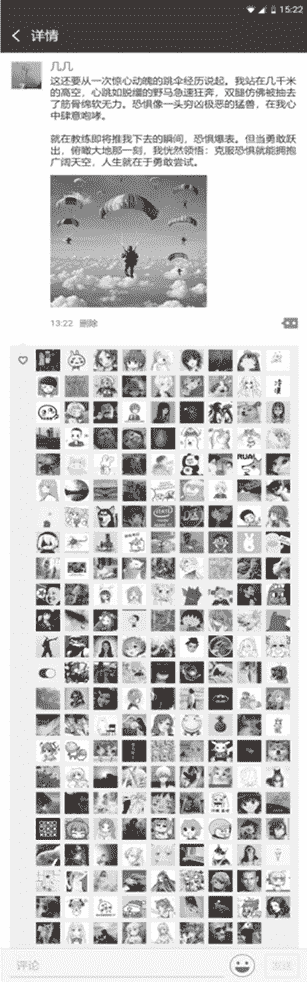 15:22
详情
几几
这还要从一次惊心动魄的跳伞经历说起。我站在几千米
的高空，心跳如脱缰的野马急速狂奔，双腿仿佛被抽去
了筋骨绵软无力。恐惧像一头穷凶极恶的猛兽，在我心
中肆意咆哮。
就在教练即将推我下去的瞬间，恐惧爆表。但当勇敢跃
出，俯瞰大地那一刻，我恍然领悟：克服恐惧就能拥抱
广阔天空，人生就在于勇敢尝试。
13:22 删除
评论
发送